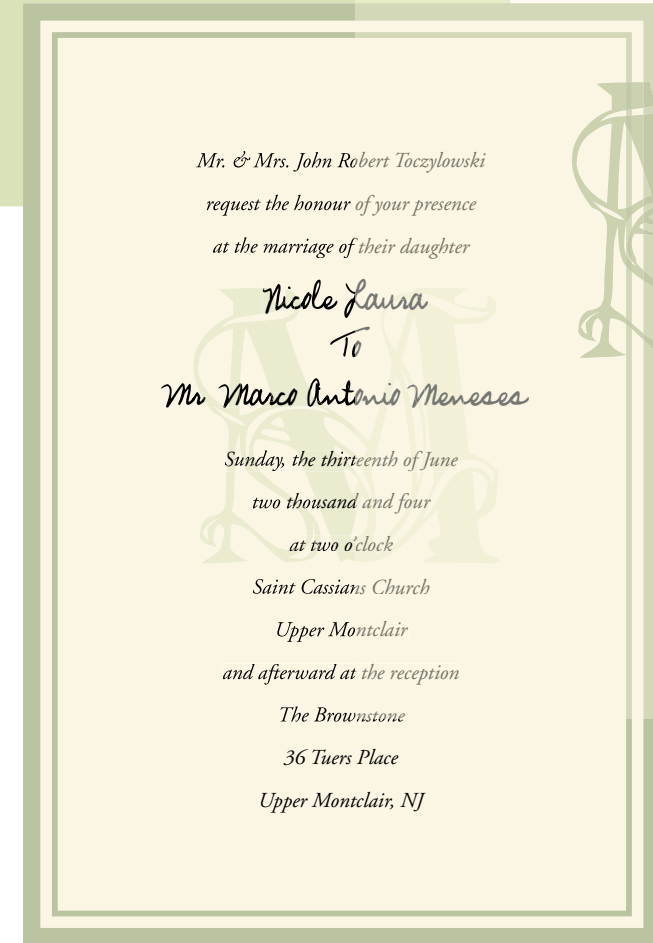 Mr. & Mrs. John Robert Toczylowski
request the honour of your presence
at the marriage of their daughter
Nicole Laura
To
Mr Marco Antonio Meneses
Sunday, the thirteenth of June
two thousand and four
at two o'clock
Saint Cassians Church
Upper Montclair
and afterward at the reception
The Brownstone
36 Tuers Place
Upper Montclair, NJ